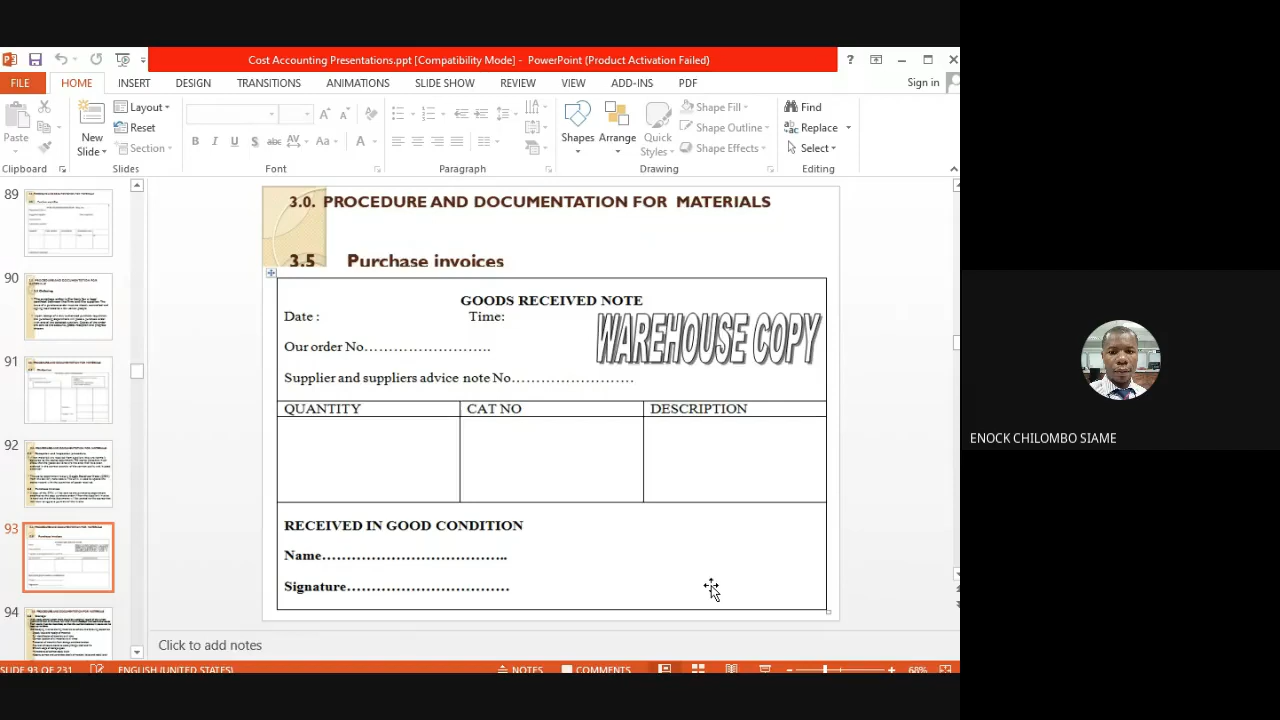 Cost Accounting Presentations.ppt [Compatibility Mode] - PowerPoint (Product Activation Failed)
FILE HOME INSERT DESIGN TRANSITIONS ANIMATIONS SLIDE SHOW REVIEW VIEW ADD-INS PDF Sign in
Paste
New Slide
Layout
Reset
Section
Shapes
Arrange
Quick Styles
Shape Fill
Shape Outline
Shape Effects
Find
Replace
Select
Clipboard Slides Font Paragraph Drawing Editing
89
90
91
92
93
94
3.0. PROCEDURE AND DOCUMENTATION FOR MATERIALS
3.5 Purchase invoices
GOODS RECEIVED NOTE
Date : Time:
WAREHOUSE COPY
Our order No……………………
Supplier and suppliers advice note No……………………
QUANTITY CAT NO DESCRIPTION
RECEIVED IN GOOD CONDITION
Name…………………………..
Signature……………………………
Click to add notes
SLIDE 93 OF 231 ENGLISH (UNITED STATES) NOTES COMMENTS 68%
ENOCK CHILOMBO SIAME